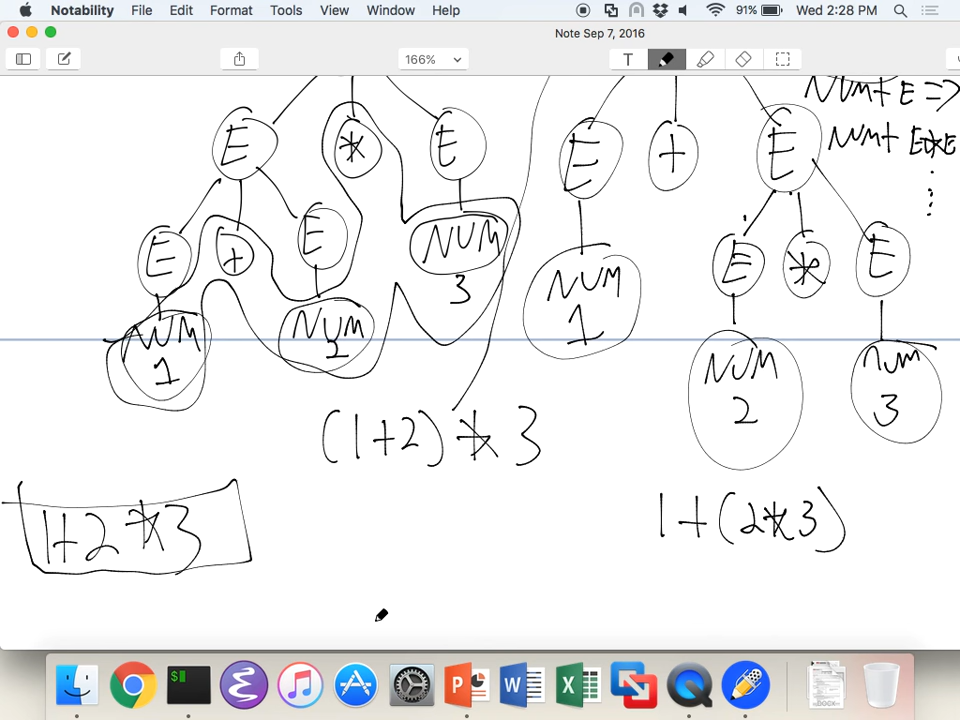 Notability File Edit Format Tools View Window Help 91% Wed 2:28 PM
Note Sep 7, 2016
166% T
NUM+ E =>
NUM+ E*E
E * E E + E
E + E NUM 3 NUM 1 E * E
NUM 1 NUM 2 NUM 2 NUM 3
(1+2) * 3
1+2*3
1+(2*3)
$
P W X